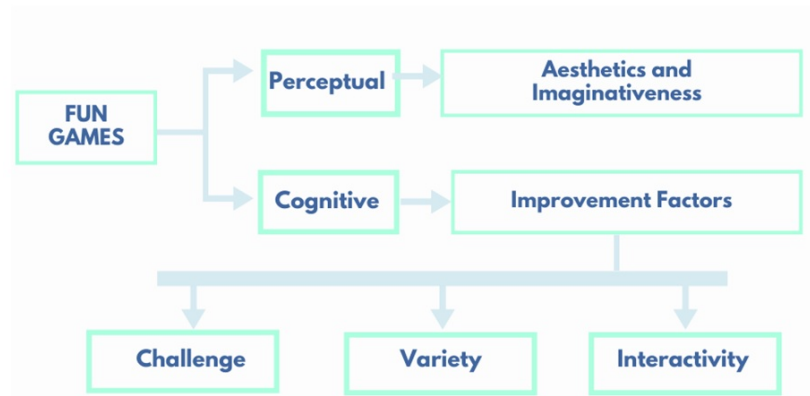 FUN
GAMES
Perceptual
Aesthetics and
Imaginativeness
Cognitive
Improvement Factors
Challenge
Variety
Interactivity